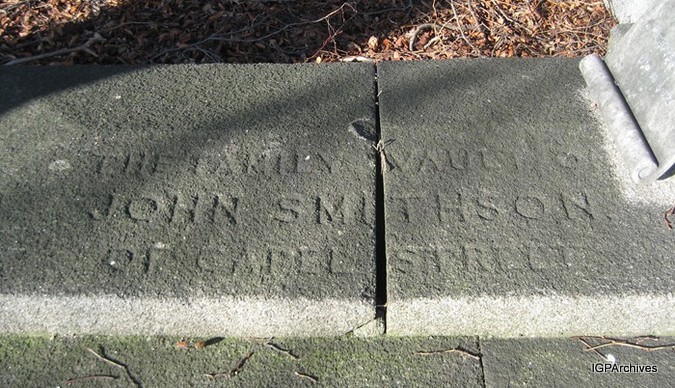 THE FAMILY VAULT OF
JOHN SMITHSON.
OF CAPEL STREET
IGPArchives